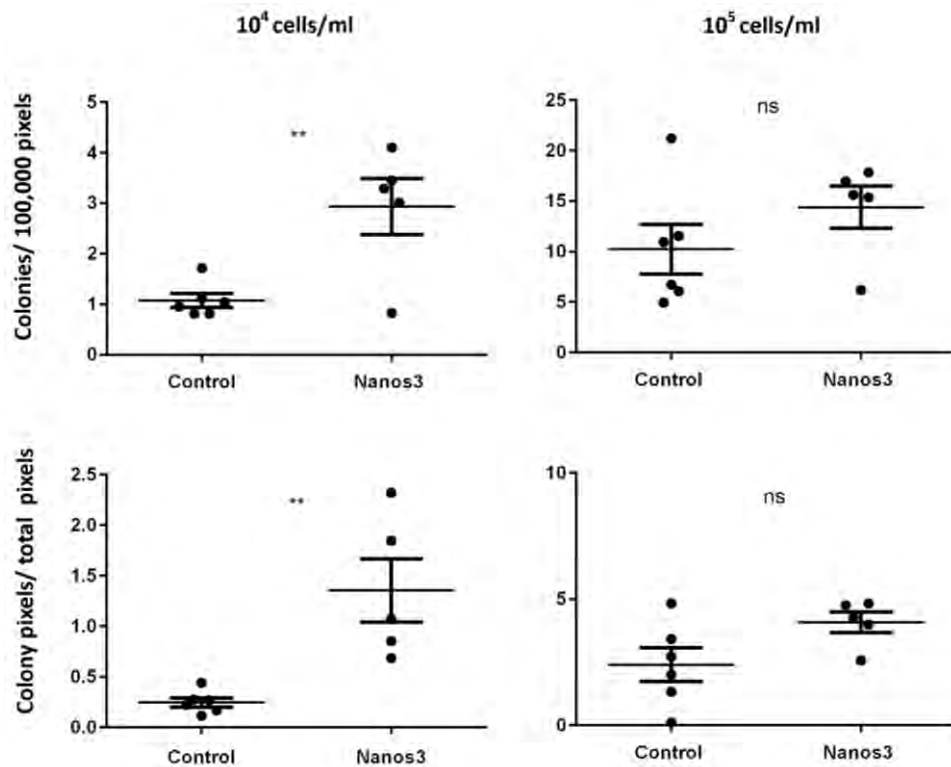 10⁴ cells/ml
10⁵ cells/ml
Colonies/ 100,000 pixels
5
4
3
2
1
0
**
Control
Nanos3
25
20
15
10
5
0
ns
Control
Nanos3
Colony pixels/ total pixels
2.5
2.0
1.5
1.0
0.5
0.0
**
Control
Nanos3
10
5
0
ns
Control
Nanos3